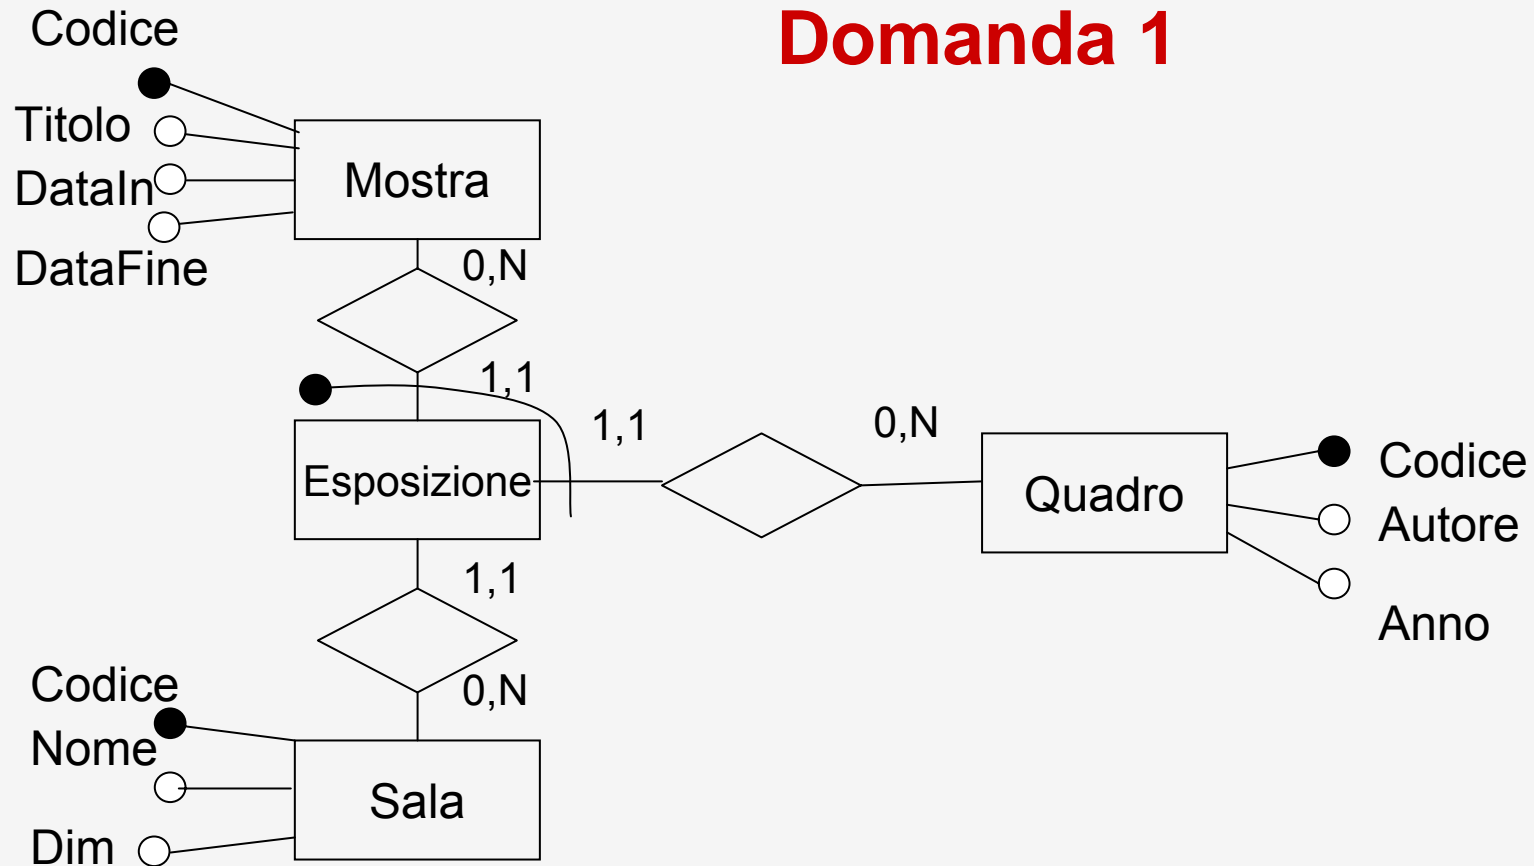 Domanda 1
Codice
Titolo
DataIn
DataFine
Mostra
0,N
1,1
Esposizione
1,1
0,N
Quadro
Codice
Autore
Anno
1,1
0,N
Codice
Nome
Dim
Sala